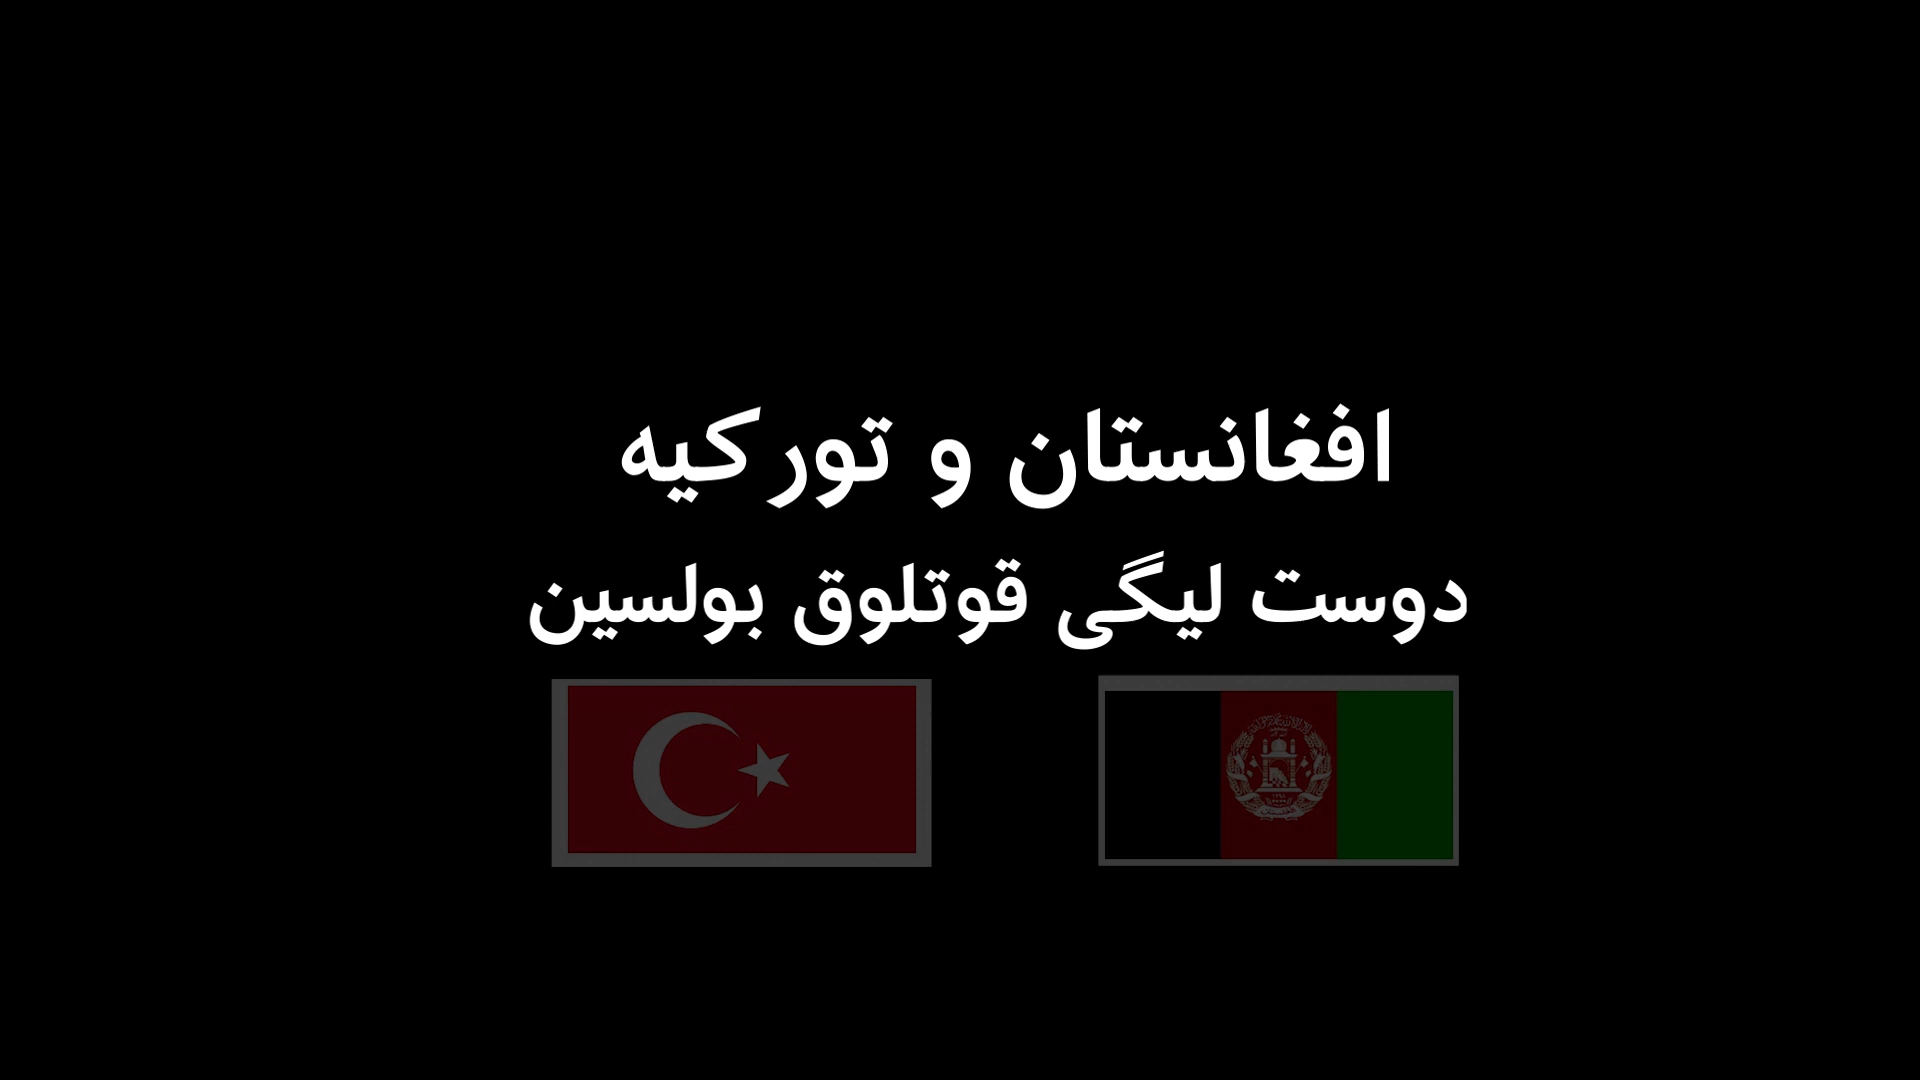 افغانستان و تورکیه
دوست لیگی قوتلوق بولسین